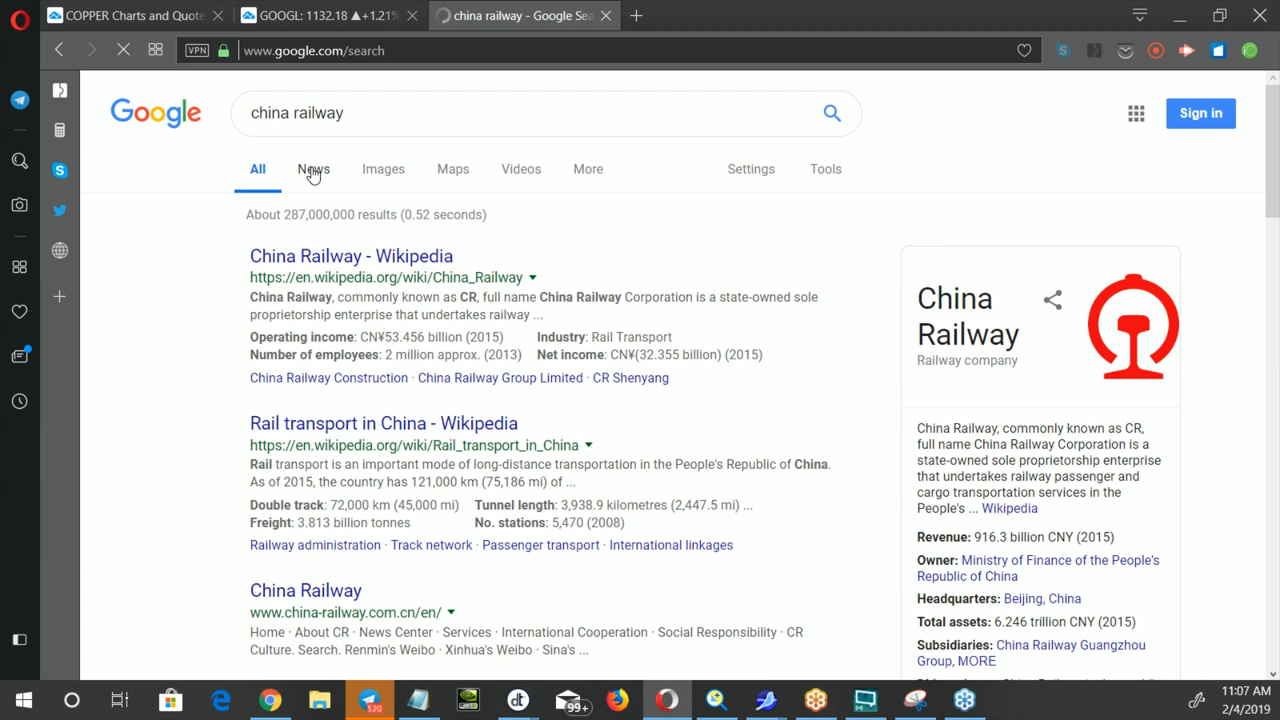 COPPER Charts and Quote
GOOGL: 1132.18 ▲+1.21%
china railway - Google Sea
VPN
www.google.com/search
Google
china railway
Sign in
All
News
Images
Maps
Videos
More
Settings
Tools
About 287,000,000 results (0.52 seconds)
China Railway - Wikipedia
https://en.wikipedia.org/wiki/China_Railway
China Railway, commonly known as CR, full name China Railway Corporation is a state-owned sole
proprietorship enterprise that undertakes railway ...
Operating income: CN¥53.456 billion (2015) Industry: Rail Transport
Number of employees: 2 million approx. (2013) Net income: CN¥(32.355 billion) (2015)
China Railway Construction · China Railway Group Limited · CR Shenyang
Rail transport in China - Wikipedia
https://en.wikipedia.org/wiki/Rail_transport_in_China
Rail transport is an important mode of long-distance transportation in the People's Republic of China.
As of 2015, the country has 121,000 km (75,186 mi) of ...
Double track: 72,000 km (45,000 mi) Tunnel length: 3,938.9 kilometres (2,447.5 mi) ...
Freight: 3.813 billion tonnes No. stations: 5,470 (2008)
Railway administration · Track network · Passenger transport · International linkages
China Railway
www.china-railway.com.cn/en/
Home · About CR · News Center · Services · International Cooperation · Social Responsibility · CR
Culture. Search. Renmin's Weibo · Xinhua's Weibo · Sina's ...
China
Railway
Railway company
China Railway, commonly known as CR,
full name China Railway Corporation is a
state-owned sole proprietorship enterprise
that undertakes railway passenger and
cargo transportation services in the
People's ... Wikipedia
Revenue: 916.3 billion CNY (2015)
Owner: Ministry of Finance of the People's
Republic of China
Headquarters: Beijing, China
Total assets: 6.246 trillion CNY (2015)
Subsidiaries: China Railway Guangzhou
Group, MORE
520
dt
99+
11:07 AM
2/4/2019